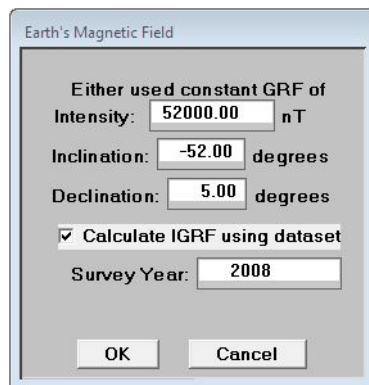 Earth's Magnetic Field
Either used constant GRF of
Intensity: 52000.00 nT
Inclination: -52.00 degrees
Declination: 5.00 degrees
Calculate IGRF using dataset
Survey Year: 2008
OK Cancel